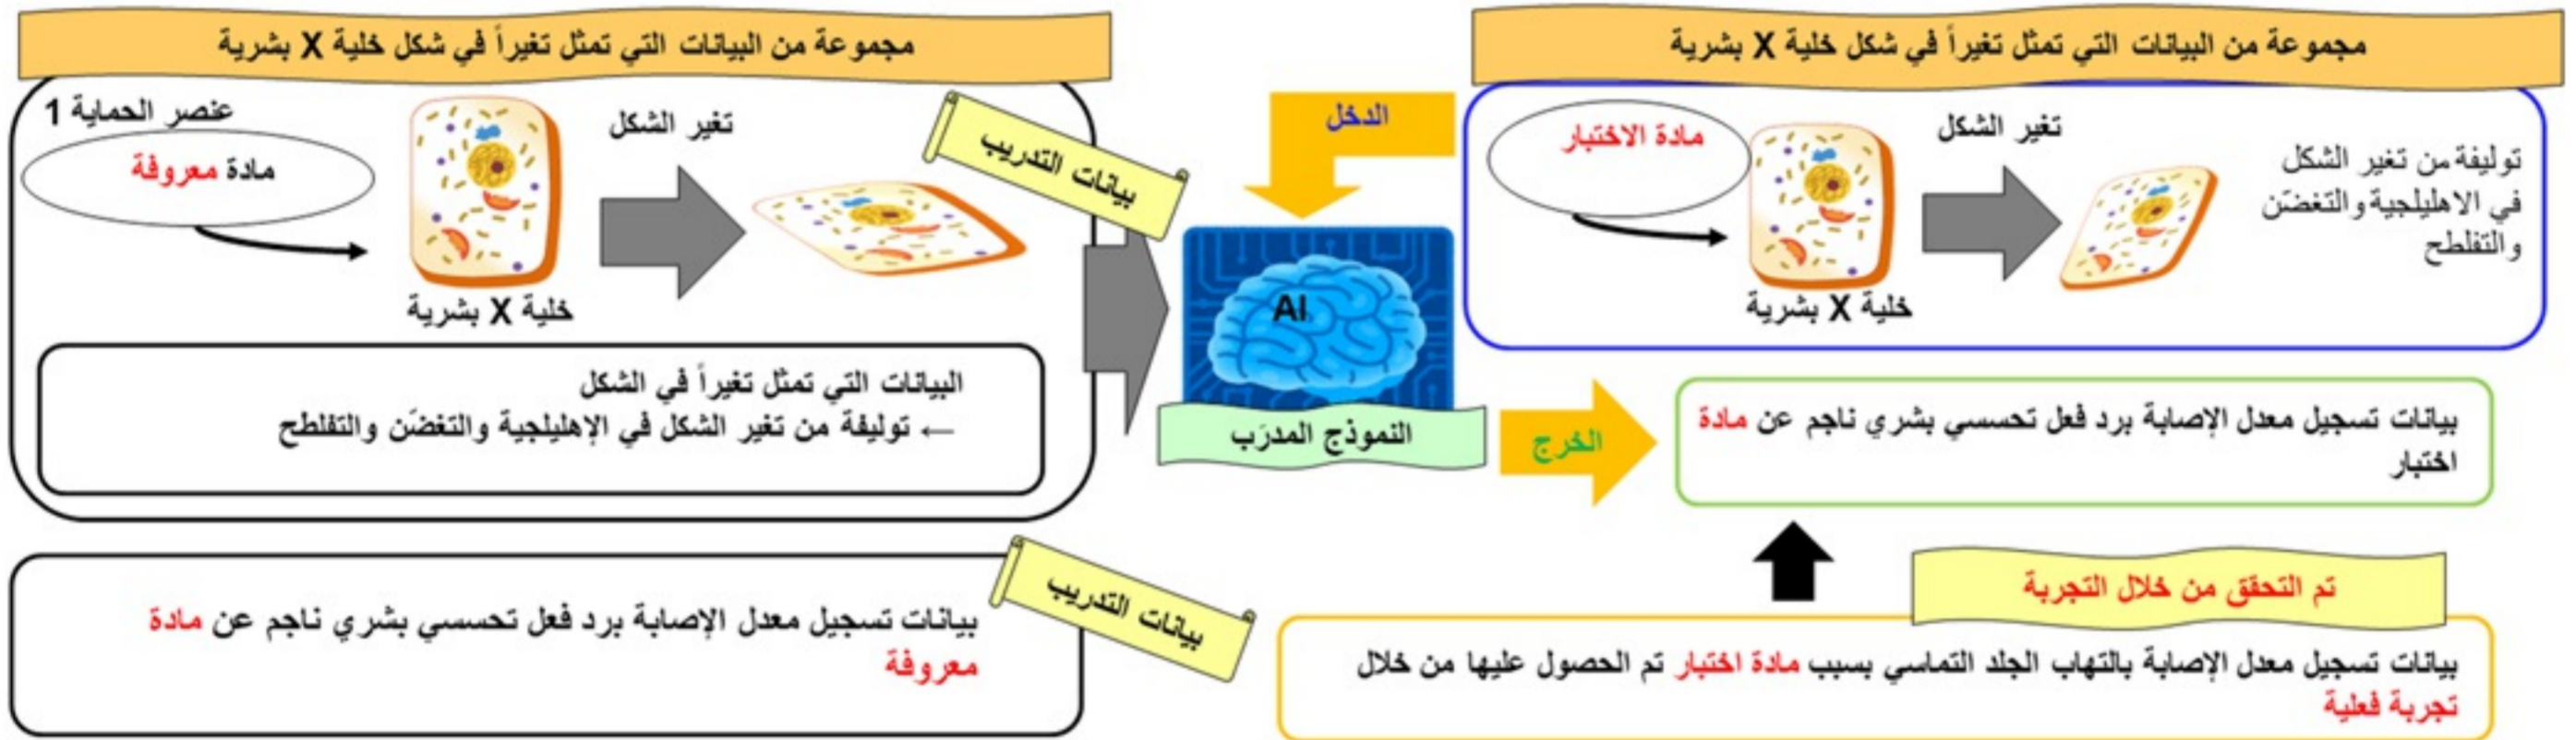 مجموعة من البيانات التي تمثل تغيراً في شكل خلية X بشرية
مجموعة من البيانات التي تمثل تغيراً في شكل خلية X بشرية
مادة الاختبار
تغير الشكل
توليفة من تغير الشكل
في الاهليلجية والتغضّن
والتفلطح
خلية X بشرية
الدخل
AI
النموذج المدرَب
الخرج
بيانات تسجيل معدل الإصابة برد فعل تحسسي بشري ناجم عن مادة
اختبار
تم التحقق من خلال التجربة
بيانات تسجيل معدل الإصابة بالتهاب الجلد التماسي بسبب مادة اختبار تم الحصول عليها من خلال
تجربة فعلية
عنصر الحماية 1
مادة معروفة
تغير الشكل
بيانات التدريب
خلية X بشرية
البيانات التي تمثل تغيراً في الشكل
← توليفة من تغير الشكل في الإهليلجية والتغضّن والتفلطح
بيانات التدريب
بيانات تسجيل معدل الإصابة برد فعل تحسسي بشري ناجم عن مادة
معروفة